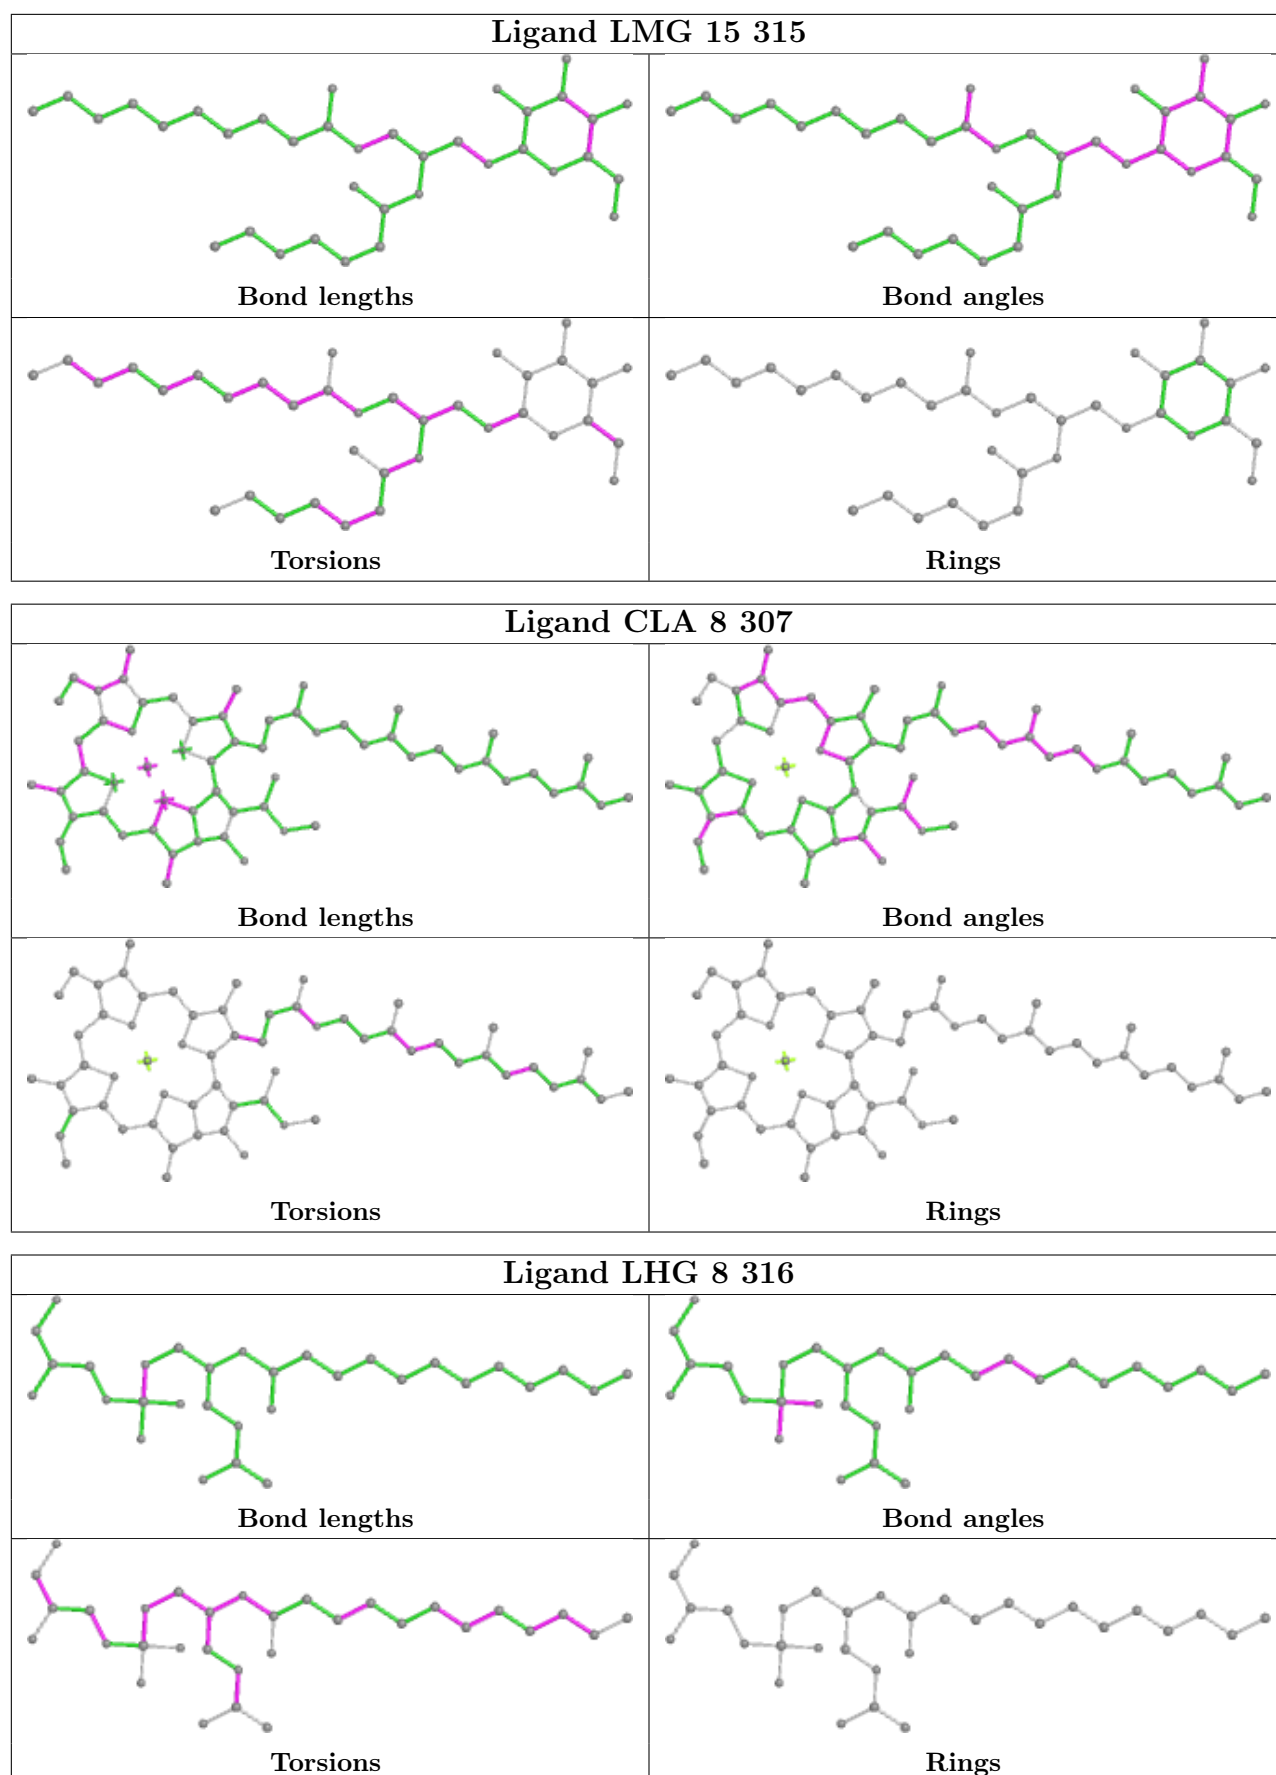 Ligand LMG 15 315
Bond lengths
Bond angles
Torsions
Rings
Ligand CLA 8 307
Bond lengths
Bond angles
Torsions
Rings
Ligand LHG 8 316
Bond lengths
Bond angles
Torsions
Rings